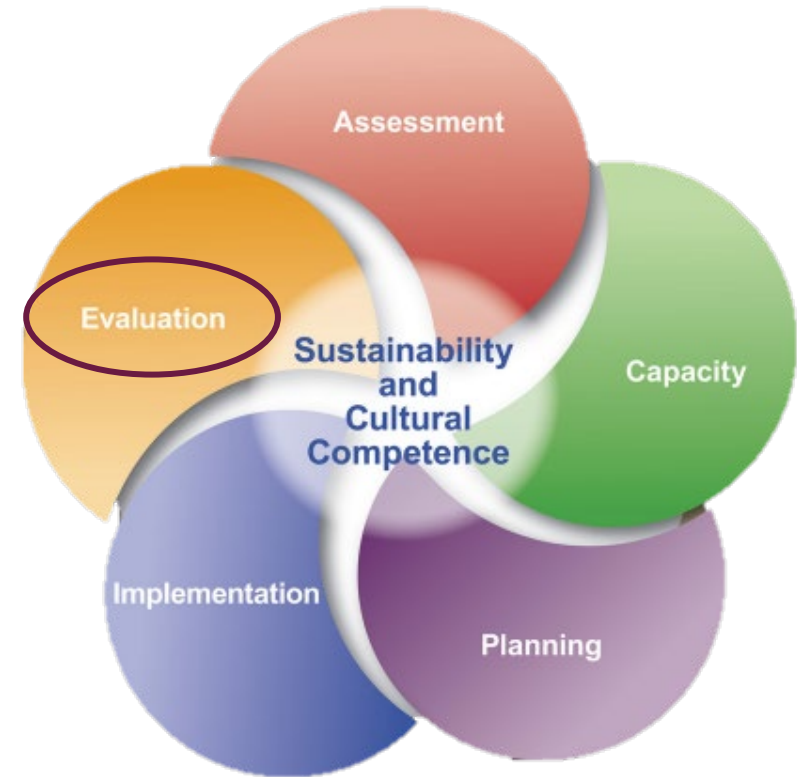 Assessment
Capacity
Planning
Implementation
Evaluation
Sustainability
and
Cultural
Competence